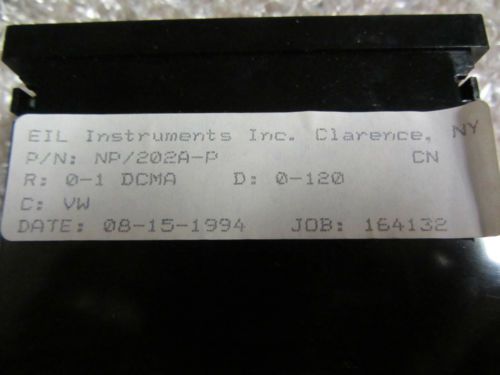 EIL Instruments Inc. Clarence, NY
P/N: NP/202A-P CN
R: 0-1 DCMA D: 0-120
C: VW
DATE: 08-15-1994 JOB: 164132